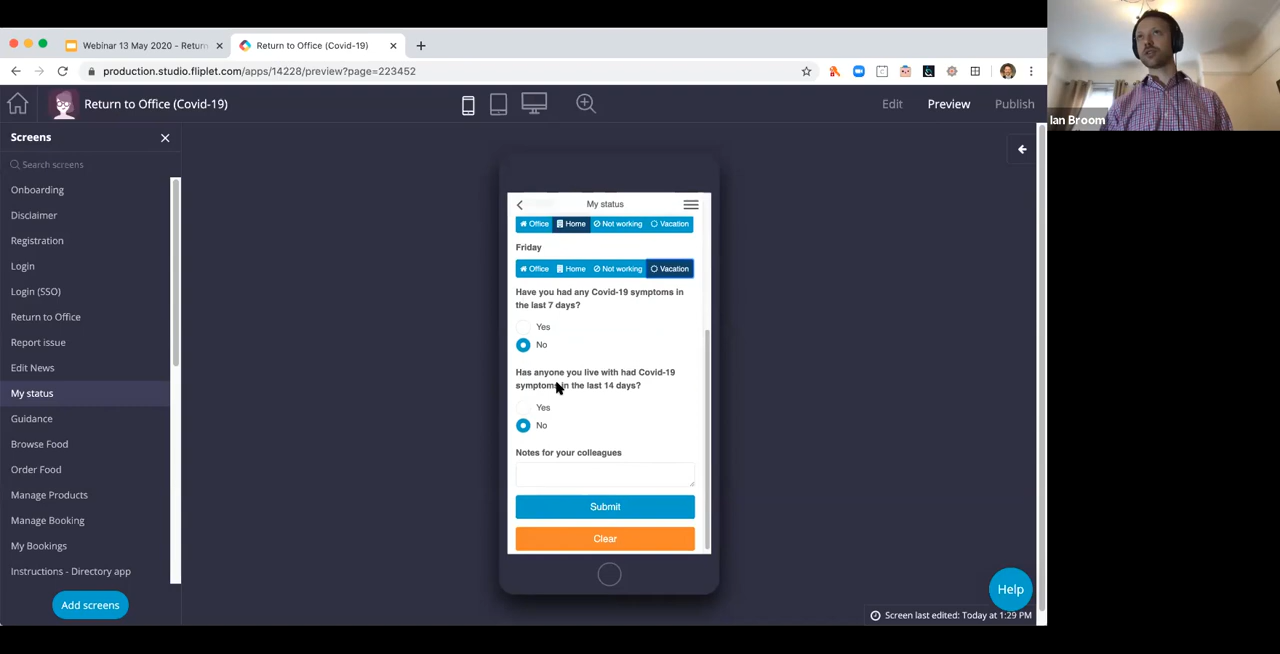 Webinar 13 May 2020 - Return
Return to Office (Covid-19)
production.studio.fliplet.com/apps/14228/preview?page=223452
Return to Office (Covid-19)
Edit
Preview
Publish
Ian Broom
Screens
Search screens
Onboarding
Disclaimer
Registration
Login
Login (SSO)
Return to Office
Report issue
Edit News
My status
Guidance
Browse Food
Order Food
Manage Products
Manage Booking
My Bookings
Instructions - Directory app
Add screens
My status
Office Home Not working Vacation
Friday
Office Home Not working Vacation
Have you had any Covid-19 symptoms in
the last 7 days?
Yes
No
Has anyone you live with had Covid-19
symptoms in the last 14 days?
Yes
No
Notes for your colleagues
Submit
Clear
Help
Screen last edited: Today at 1:29 PM